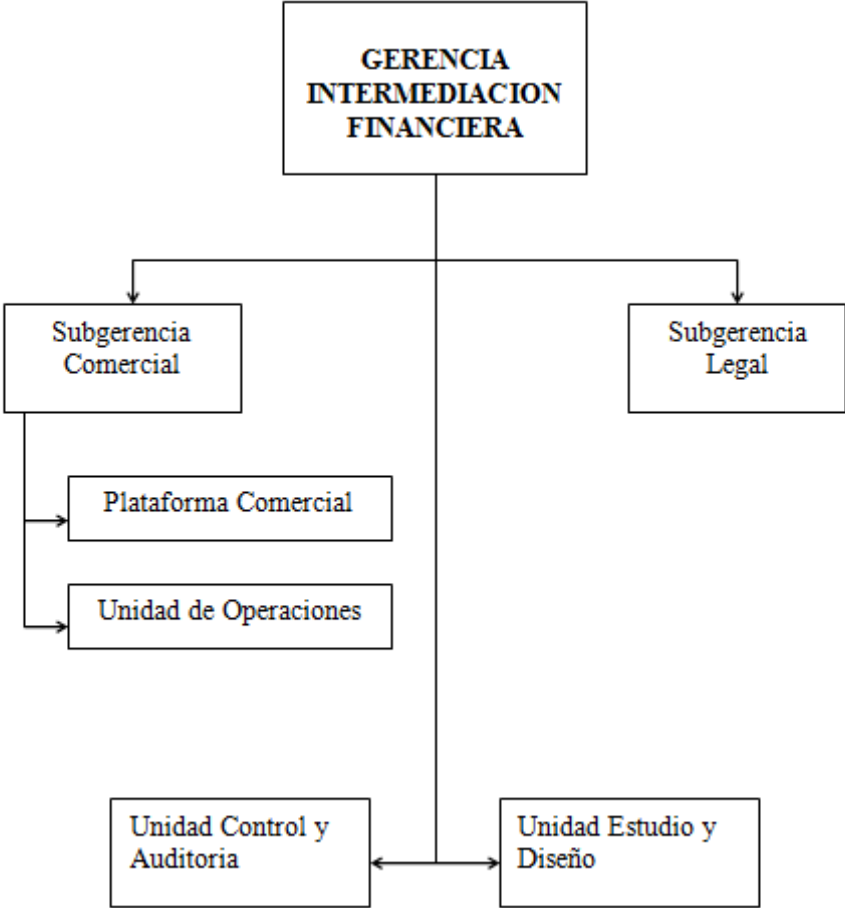 GERENCIA
INTERMEDIACION
FINANCIERA
Subgerencia
Comercial
Subgerencia
Legal
Plataforma Comercial
Unidad de Operaciones
Unidad Control y
Auditoria
Unidad Estudio y
Diseño